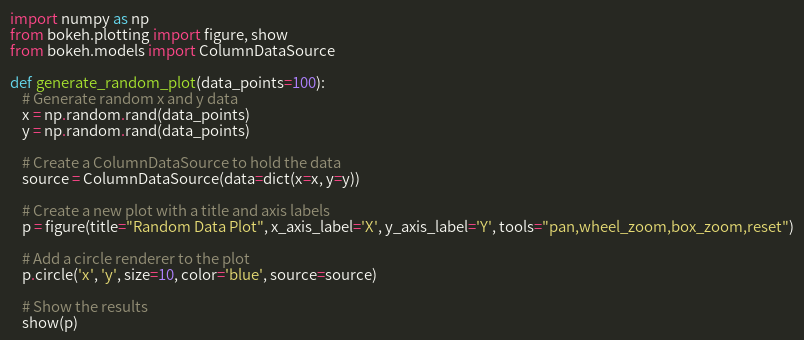 import numpy as np
from bokeh.plotting import figure, show
from bokeh.models import ColumnDataSource

def generate_random_plot(data_points=100):
    # Generate random x and y data
    x = np.random.rand(data_points)
    y = np.random.rand(data_points)

    # Create a ColumnDataSource to hold the data
    source = ColumnDataSource(data=dict(x=x, y=y))

    # Create a new plot with a title and axis labels
    p = figure(title="Random Data Plot", x_axis_label='X', y_axis_label='Y', tools="pan,wheel_zoom,box_zoom,reset")

    # Add a circle renderer to the plot
    p.circle('x', 'y', size=10, color='blue', source=source)

    # Show the results
    show(p)